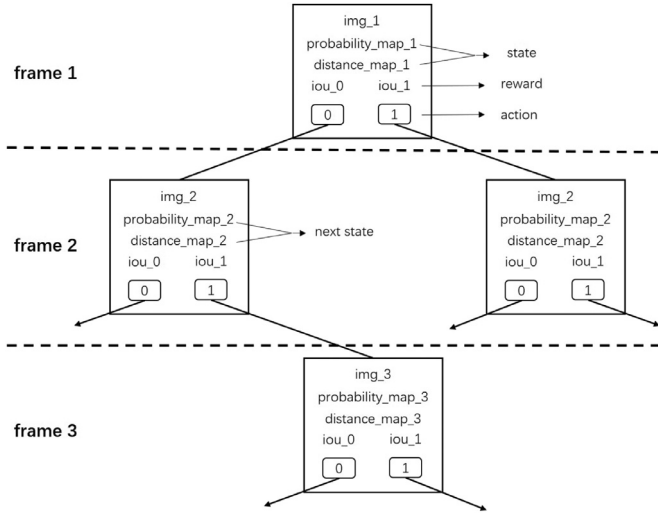 img_1
probability_map_1
state
frame 1
distance_map_1
iou_0 iou_1
reward
0 1
action
img_2
img_2
probability_map_2
probability_map_2
frame 2
next state
distance_map_2
distance_map_2
iou_0 iou_1
iou_0 iou_1
0 1
0 1
img_3
probability_map_3
frame 3
distance_map_3
iou_0 iou_1
0 1